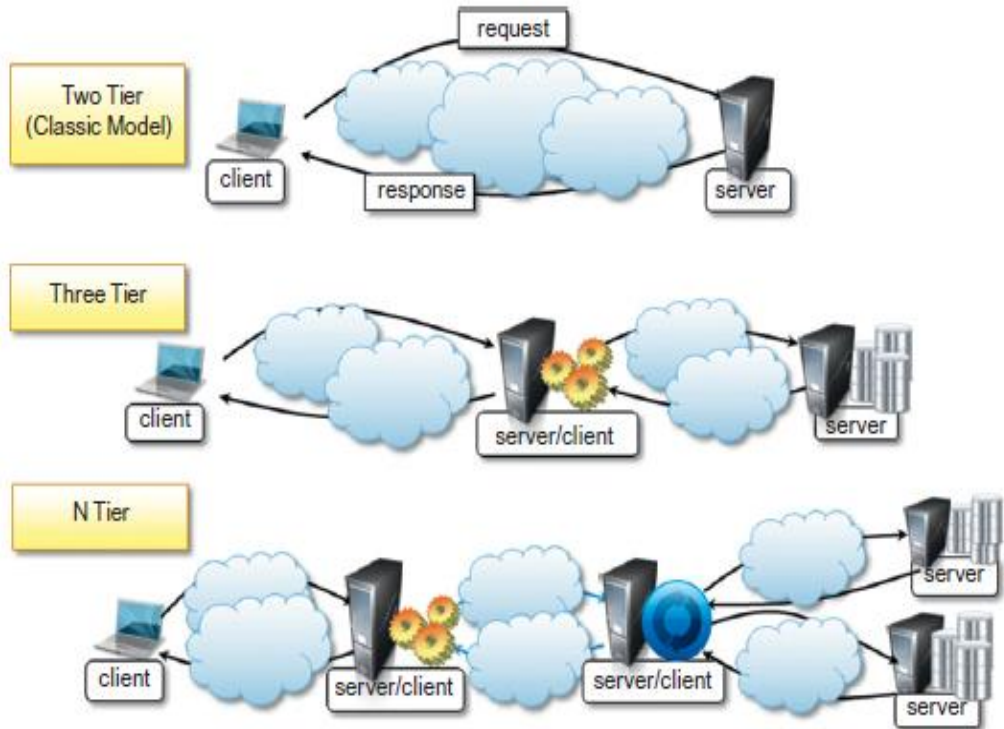 request
Two Tier
(Classic Model)
client
response
server
Three Tier
client
server/client
server
N Tier
server
client
server/client
server/client
server